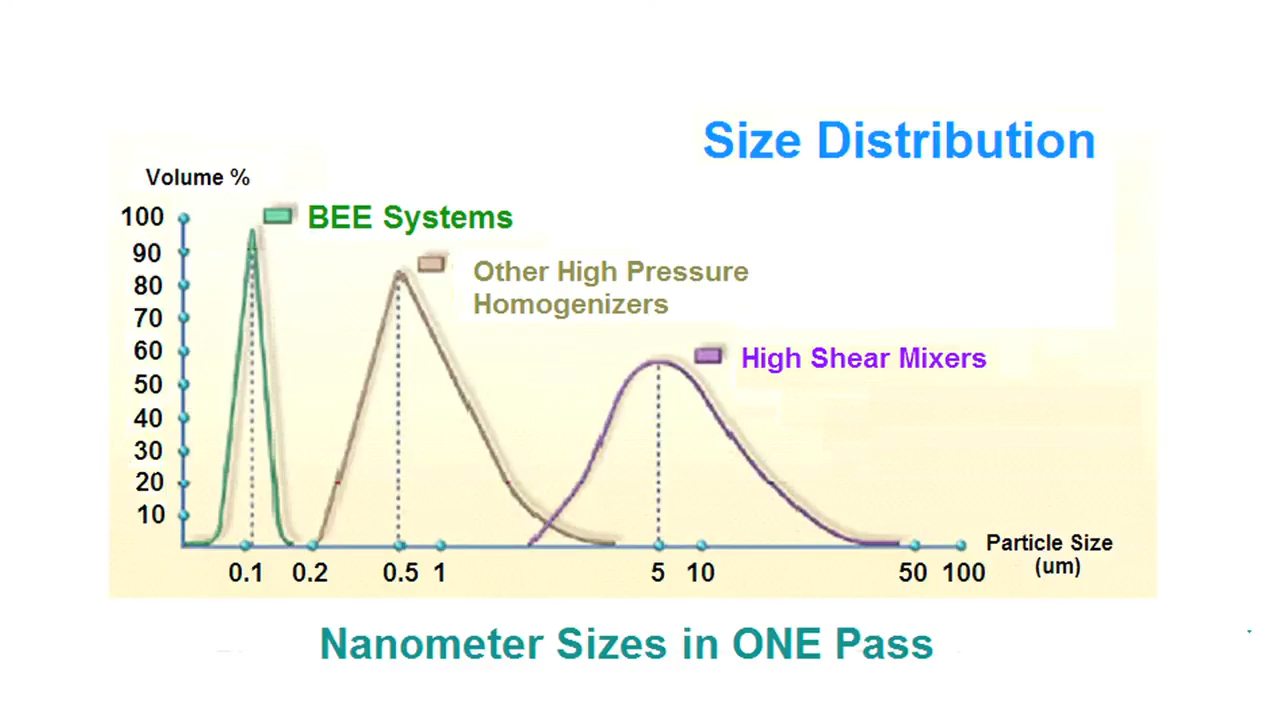 Size Distribution
Volume %
100
90
80
70
60
50
40
30
20
10
BEE Systems
Other High Pressure
Homogenizers
High Shear Mixers
0.1 0.2 0.5 1 5 10 50 100
Particle Size
(um)
Nanometer Sizes in ONE Pass